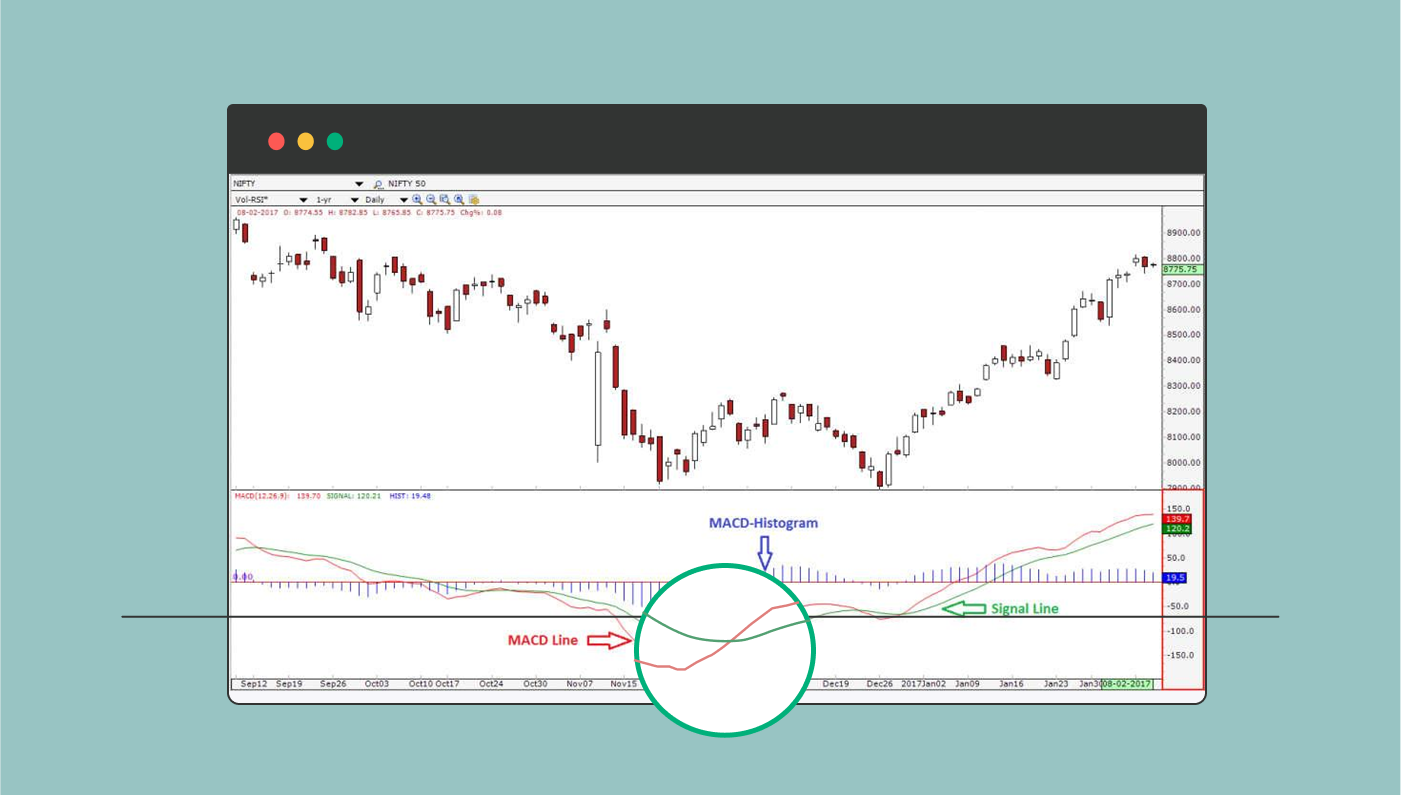 NIFTY NIFTY 50
Vol-RSI* 1-yr Daily
08-02-2017 O: 8774.55 H: 8782.85 L: 8765.85 C: 8775.75 Chg%: 0.08
8900.00
8800.00
8775.75
8700.00
8600.00
8500.00
8400.00
8300.00
8200.00
8100.00
8000.00
7900.00
MACD(12,26,9): 139.70 SIGNAL: 120.21 HIST: 19.48
150.0
139.7
120.2
100.0
MACD-Histogram
50.0
0.00
19.5
-50.0
Signal Line
-100.0
MACD Line
-150.0
Sep12 Sep19 Sep26 Oct03 Oct10 Oct17 Oct24 Oct30 Nov07 Nov15 Dec19 Dec26 2017Jan02 Jan09 Jan16 Jan23 Jan30 08-02-2017